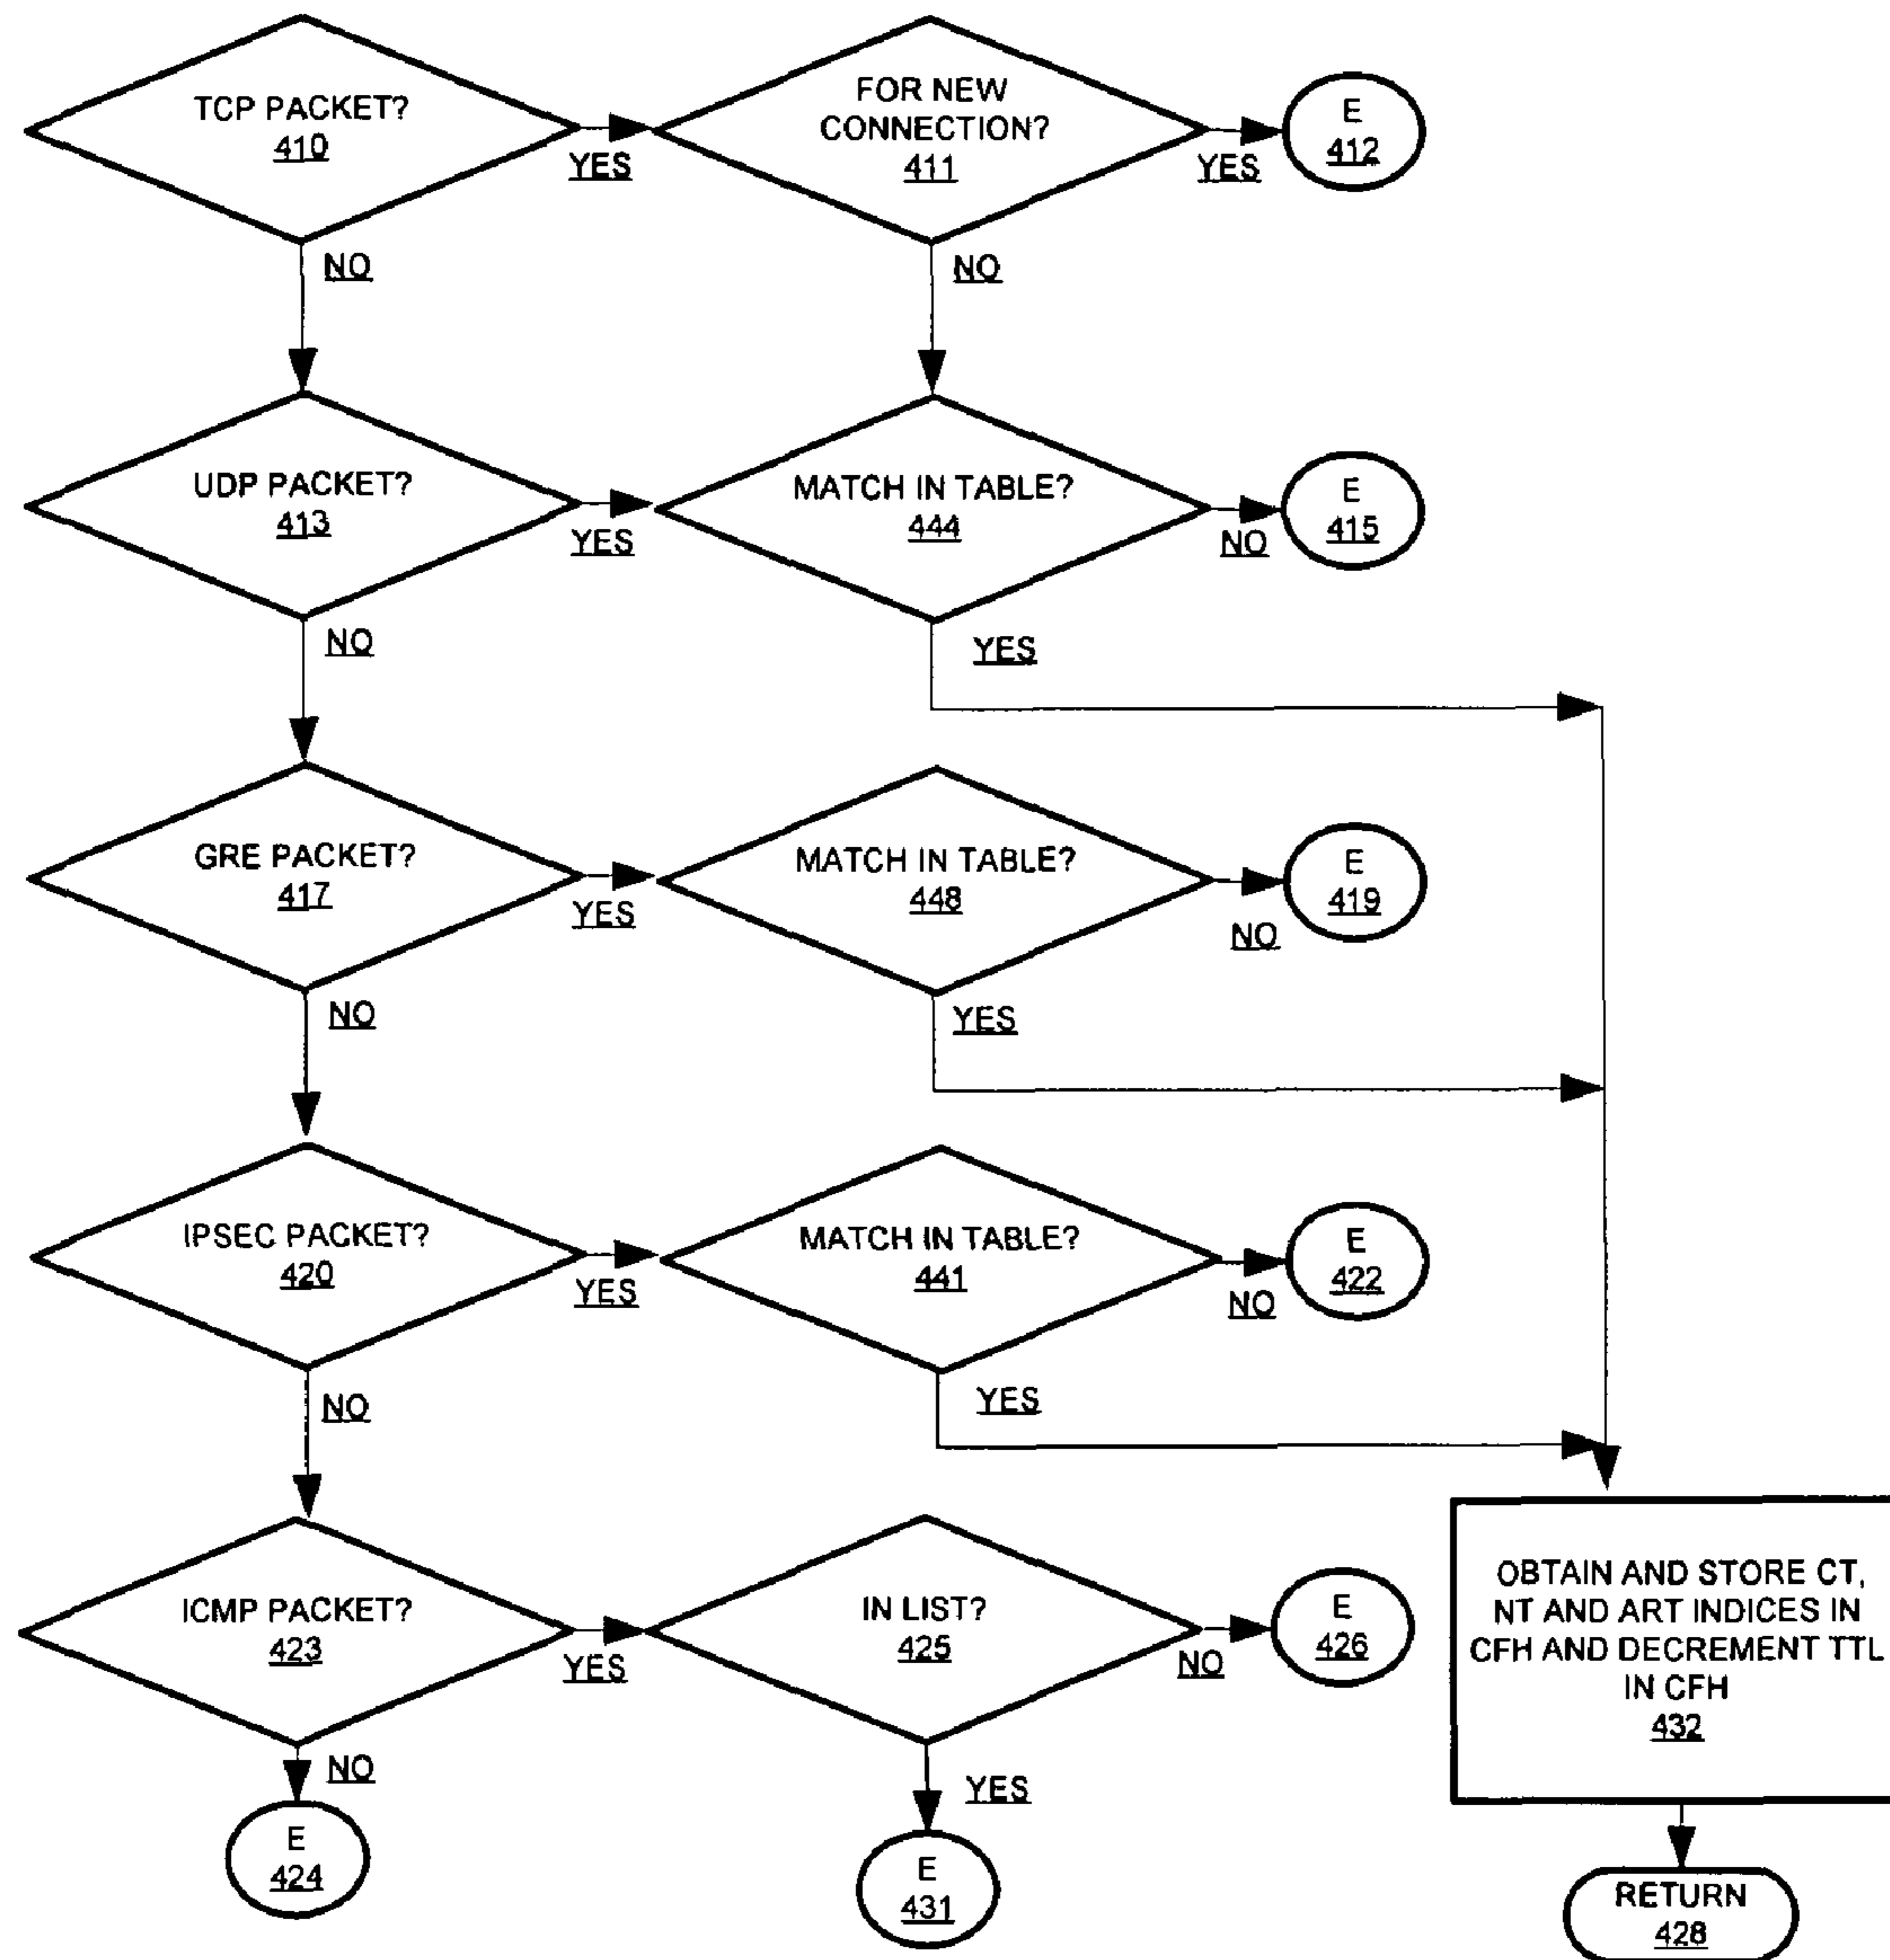 TCP PACKET?
410
YES
FOR NEW
CONNECTION?
411
YES
E
412
NO
NO
UDP PACKET?
413
YES
MATCH IN TABLE?
444
NO
E
415
NO
YES
GRE PACKET?
417
YES
MATCH IN TABLE?
448
NO
E
419
NO
YES
IPSEC PACKET?
420
YES
MATCH IN TABLE?
441
NO
E
422
NO
YES
ICMP PACKET?
423
YES
IN LIST?
425
NO
E
426
OBTAIN AND STORE CT,
NT AND ART INDICES IN
CFH AND DECREMENT TTL
IN CFH
432
NO
YES
E
424
E
431
RETURN
428